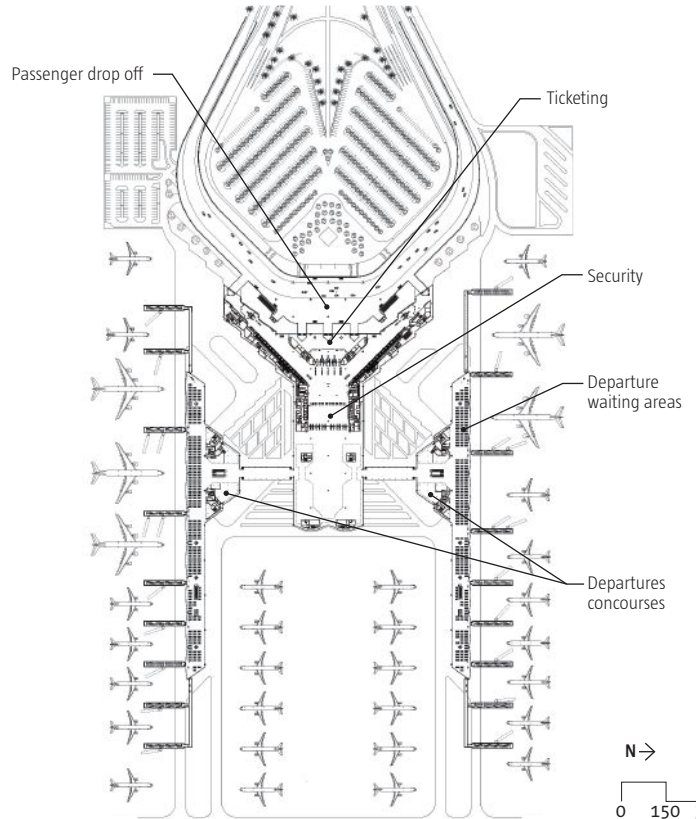 Passenger drop off
Ticketing
Security
Departure
waiting areas
Departures
concourses
N→
0 150